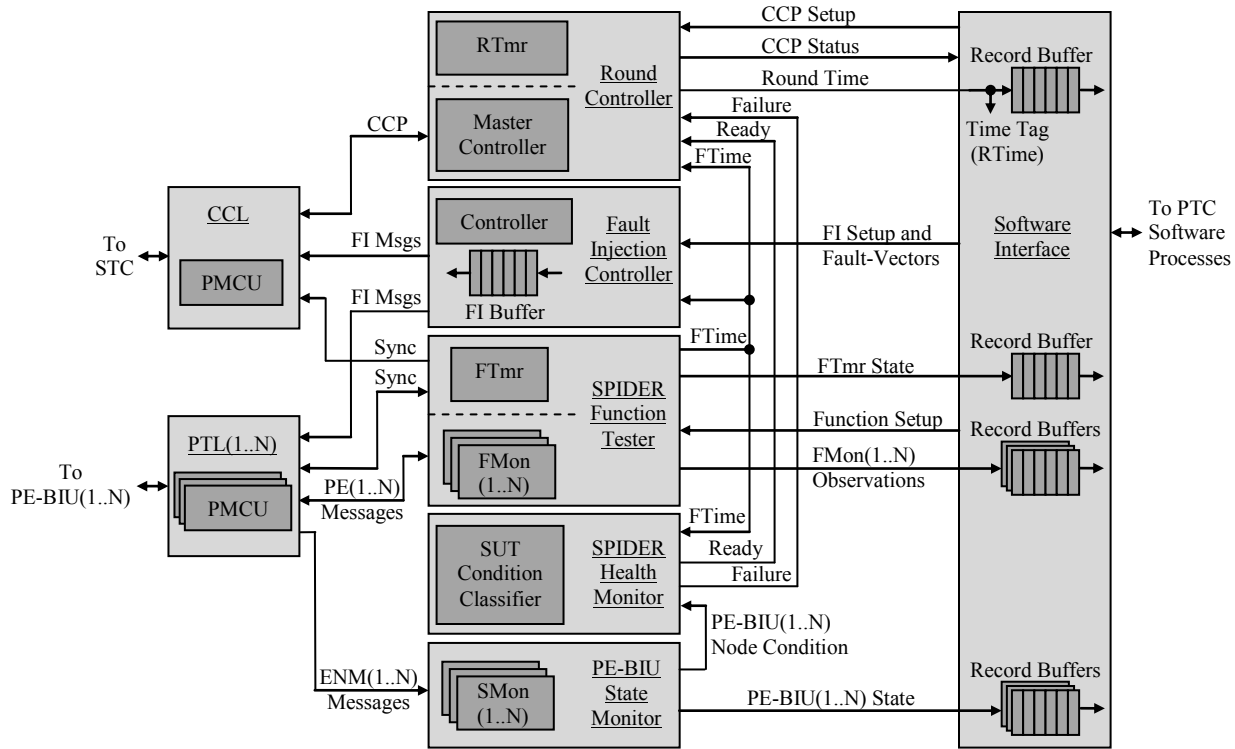 CCP Setup
CCP Status
Round Time
Failure
Ready
FTime
RTmr
Round
Controller
Master
Controller
CCP
Record Buffer
Time Tag
(RTime)
CCL
PMCU
To
STC
FI Msgs
FI Msgs
Controller
FI Buffer
Fault
Injection
Controller
FI Setup and
Fault-Vectors
Software
Interface
To PTC
Software
Processes
Sync
Sync
FTmr
SPIDER
Function
Tester
FMon
(1..N)
FTime
FTmr State
Function Setup
FMon(1..N)
Observations
Record Buffer
Record Buffers
PTL(1..N)
PMCU
To
PE-BIU(1..N)
PE(1..N)
Messages
SUT
Condition
Classifier
SPIDER
Health
Monitor
FTime
Ready
Failure
PE-BIU(1..N)
Node Condition
ENM(1..N)
Messages
SMon
(1..N)
PE-BIU
State
Monitor
PE-BIU(1..N) State
Record Buffers